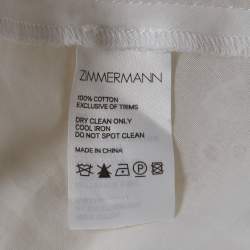 ZIMMERMANN
100% COTTON
EXCLUSIVE OF TRIMS
DRY CLEAN ONLY
COOL IRON
DO NOT SPOT CLEAN
MADE IN CHINA